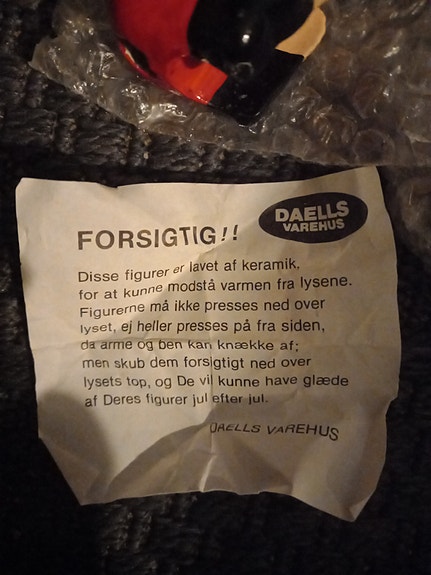 DAELLS
VAREHUS
FORSIGTIG!!
Disse figurer er lavet af keramik,
for at kunne modstå varmen fra lysene.
Figurerne må ikke presses ned over
lyset, ej heller presses på fra siden,
da arme og ben kan knække af;
men skub dem forsigtigt ned over
lysets top, og De vil kunne have glæde
af Deres figurer jul efter jul.
DAELLS VAREHUS